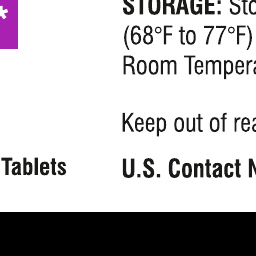 *
STORAGE: Sto
(68°F to 77°F)
Room Tempera
Keep out of rea
Tablets
U.S. Contact N